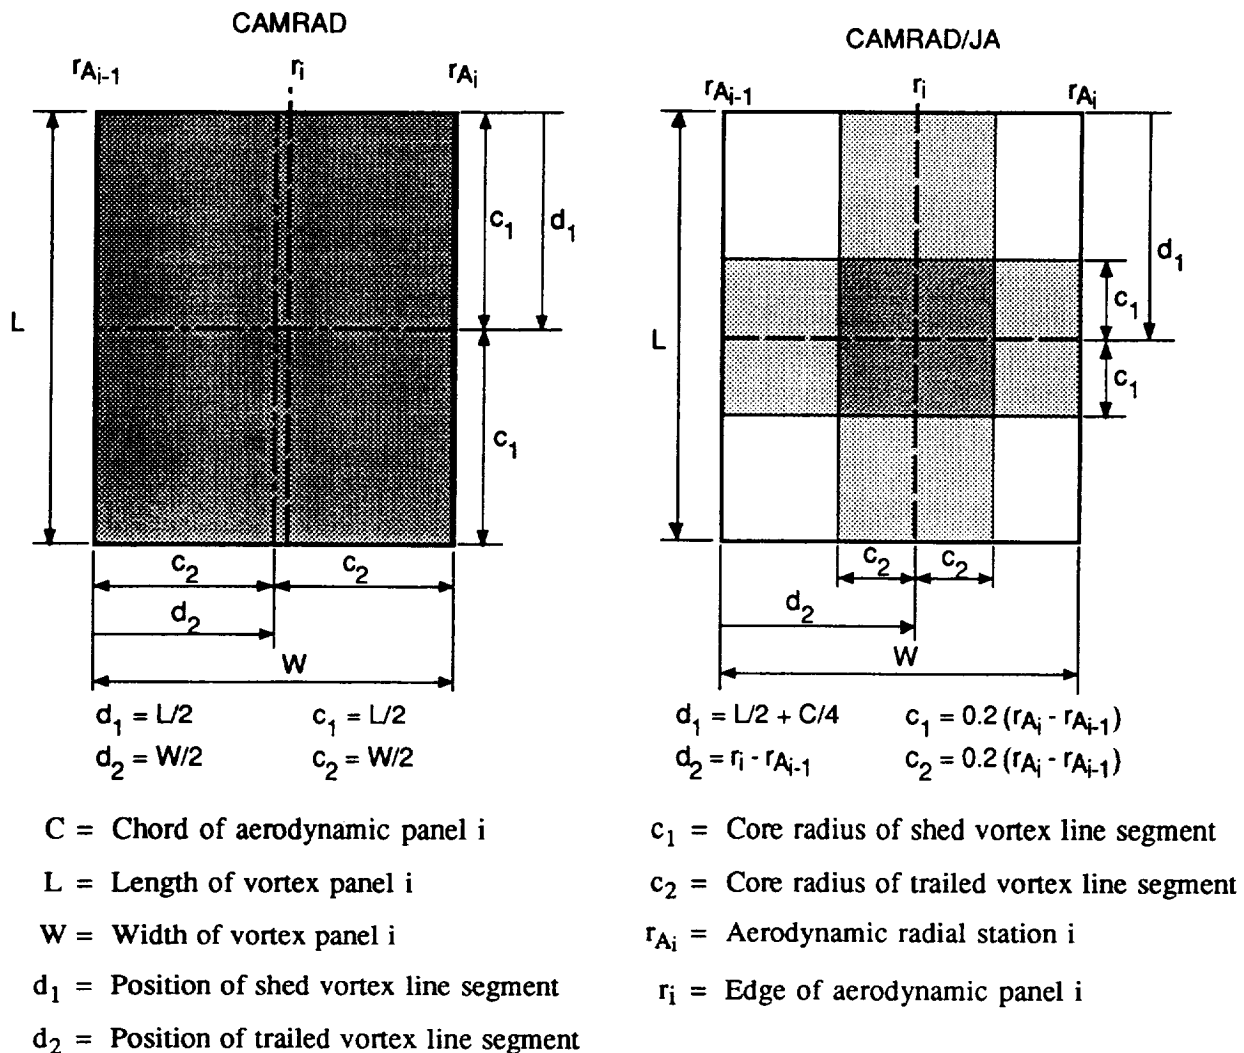 CAMRAD
rAi-1 ri rAi
c1
d1
L
c1
c2 c2
d2
W
d1 = L/2 c1 = L/2
d2 = W/2 c2 = W/2
CAMRAD/JA
rAi-1 ri rAi
d1
c1
L
c1
c2 c2
d2
W
d1 = L/2 + C/4 c1 = 0.2 (rAi - rAi-1)
d2 = ri - rAi-1 c2 = 0.2 (rAi - rAi-1)
C = Chord of aerodynamic panel i
L = Length of vortex panel i
W = Width of vortex panel i
d1 = Position of shed vortex line segment
d2 = Position of trailed vortex line segment
c1 = Core radius of shed vortex line segment
c2 = Core radius of trailed vortex line segment
rAi = Aerodynamic radial station i
ri = Edge of aerodynamic panel i